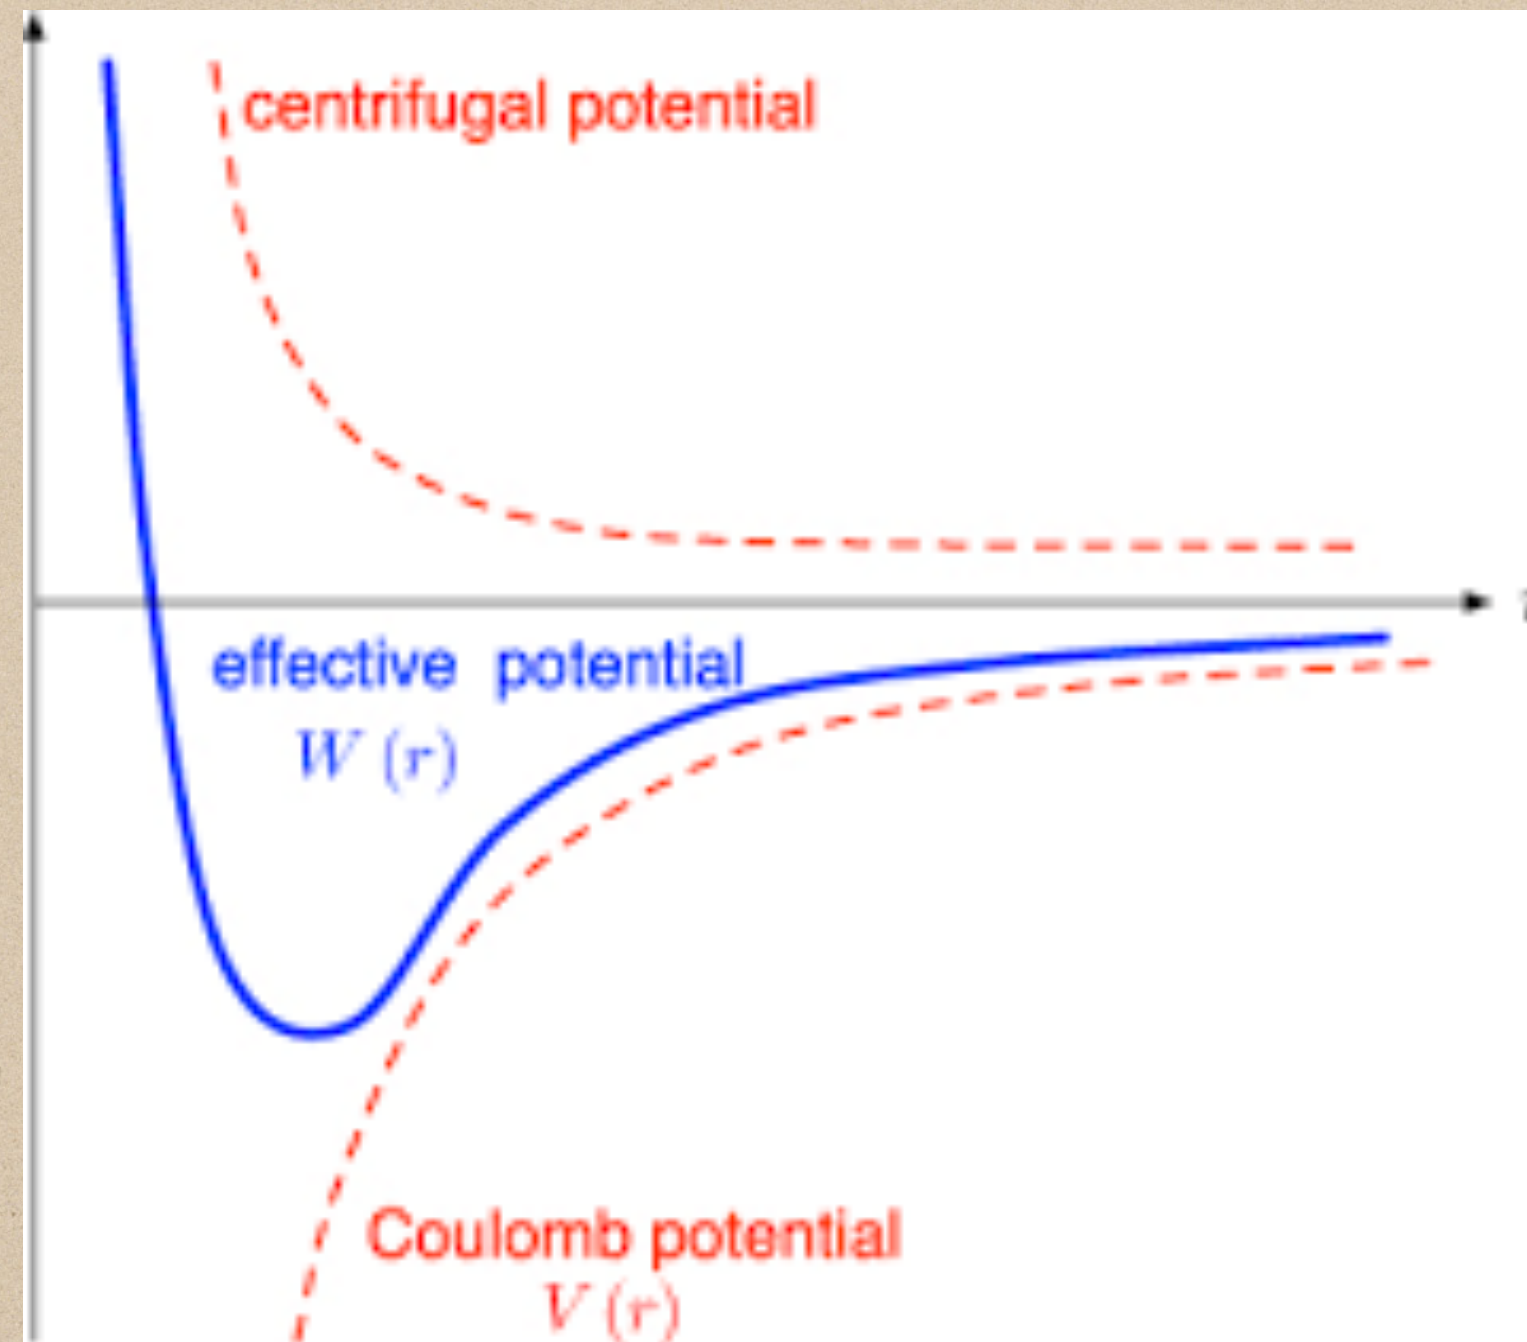 centrifugal potential
effective potential
W (r)
Coulomb potential
V (r)